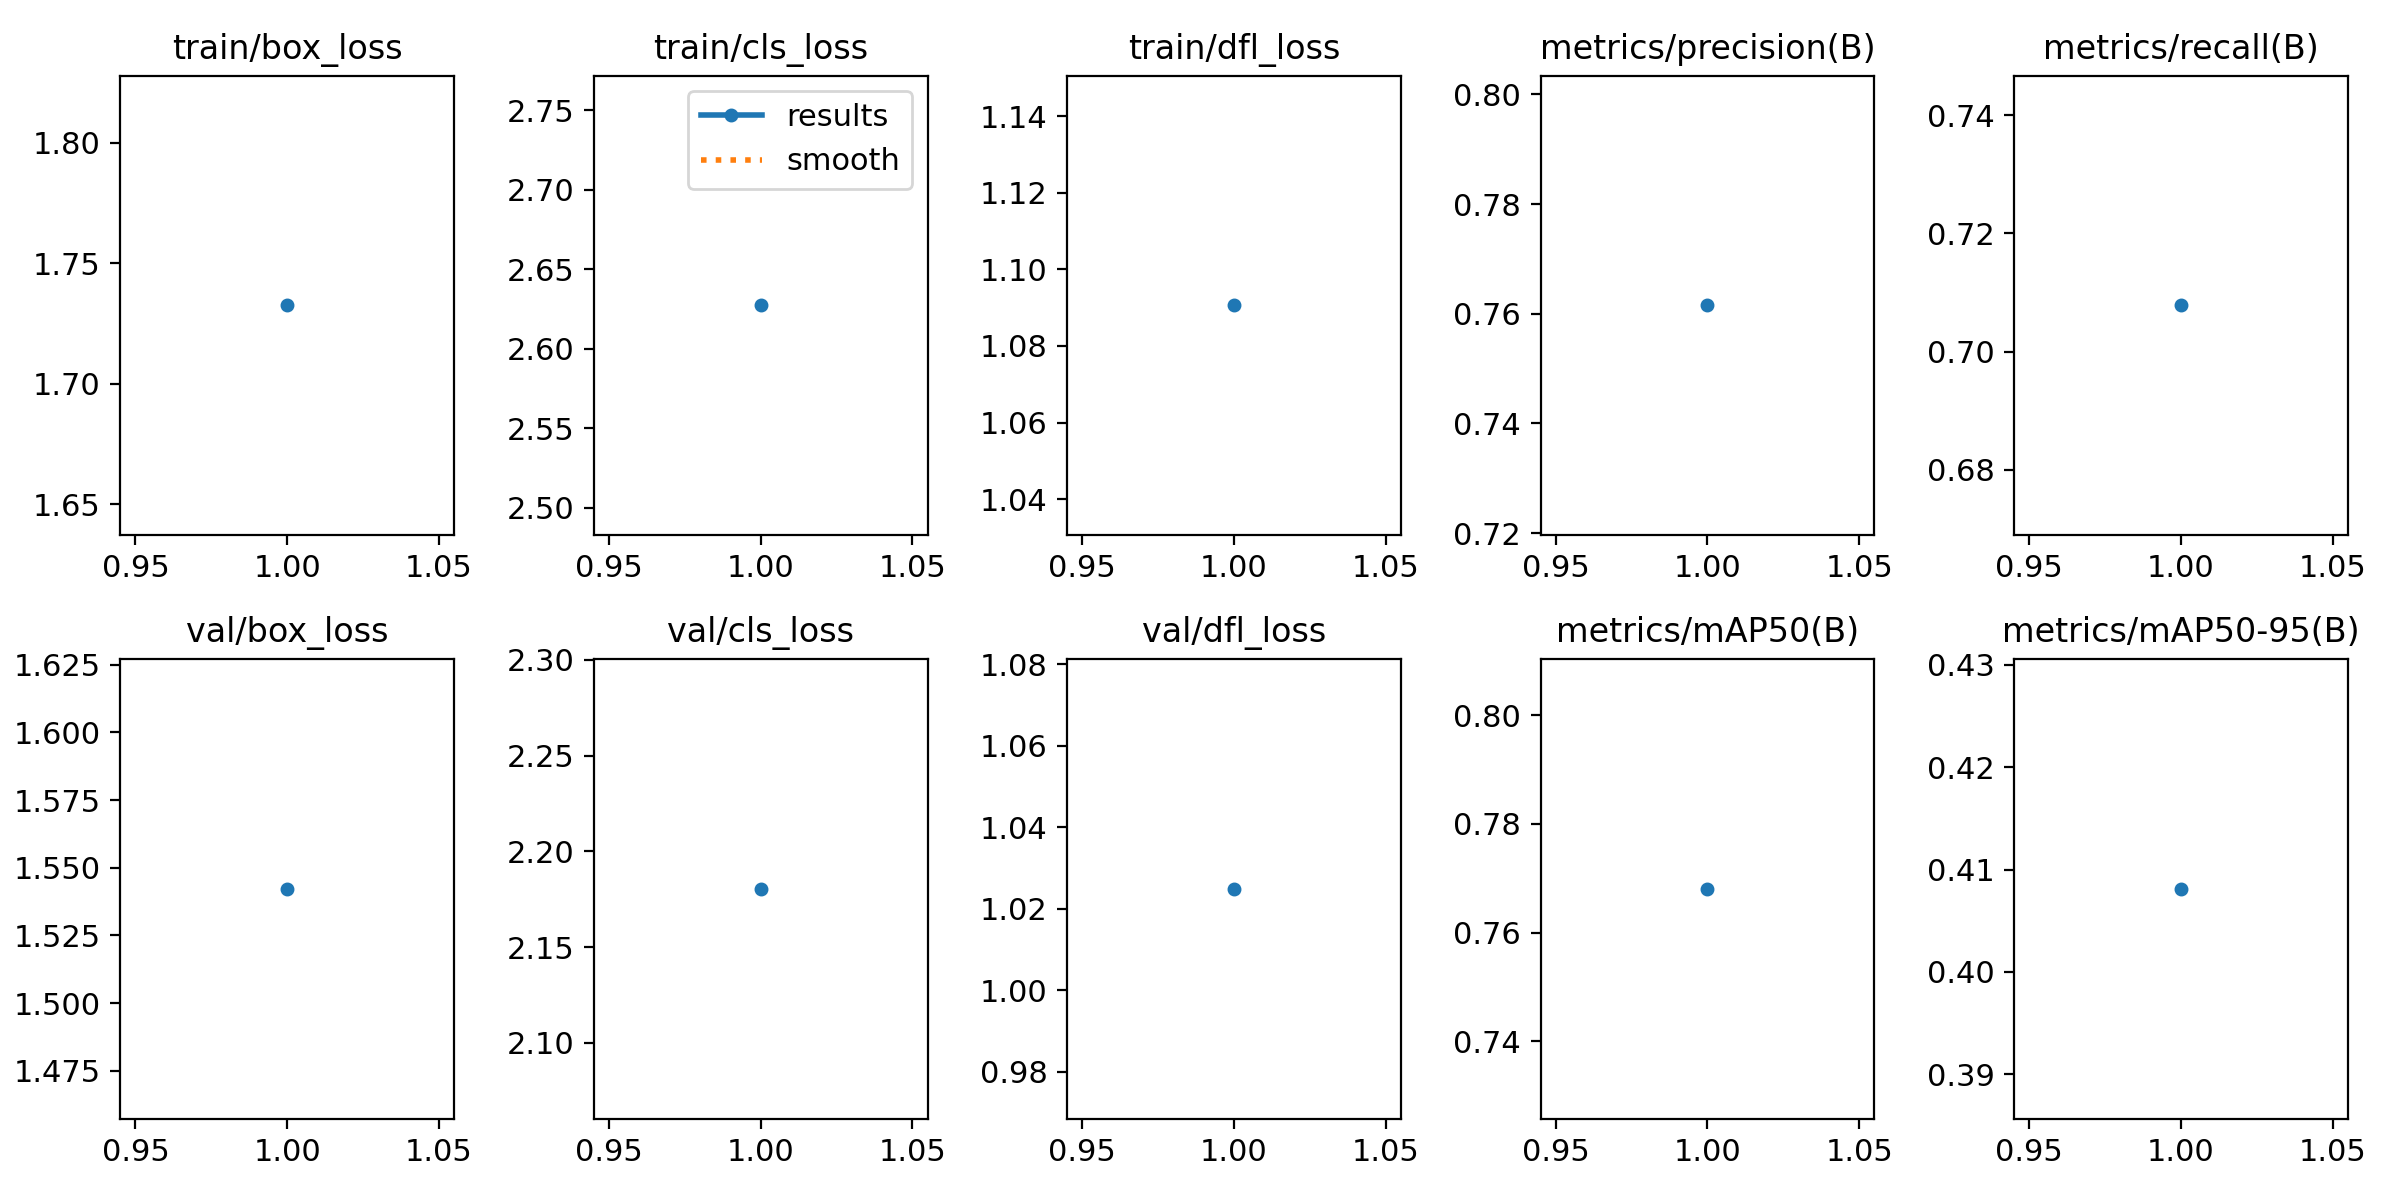 train/box_loss
1.80
1.75
1.70
1.65
0.95 1.00 1.05
train/cls_loss
results
smooth
2.75
2.70
2.65
2.60
2.55
2.50
0.95 1.00 1.05
train/dfl_loss
1.14
1.12
1.10
1.08
1.06
1.04
0.95 1.00 1.05
metrics/precision(B)
0.80
0.78
0.76
0.74
0.72
0.95 1.00 1.05
metrics/recall(B)
0.74
0.72
0.70
0.68
0.95 1.00 1.05
val/box_loss
1.625
1.600
1.575
1.550
1.525
1.500
1.475
0.95 1.00 1.05
val/cls_loss
2.30
2.25
2.20
2.15
2.10
0.95 1.00 1.05
val/dfl_loss
1.08
1.06
1.04
1.02
1.00
0.98
0.95 1.00 1.05
metrics/mAP50(B)
0.80
0.78
0.76
0.74
0.95 1.00 1.05
metrics/mAP50-95(B)
0.43
0.42
0.41
0.40
0.39
0.95 1.00 1.05